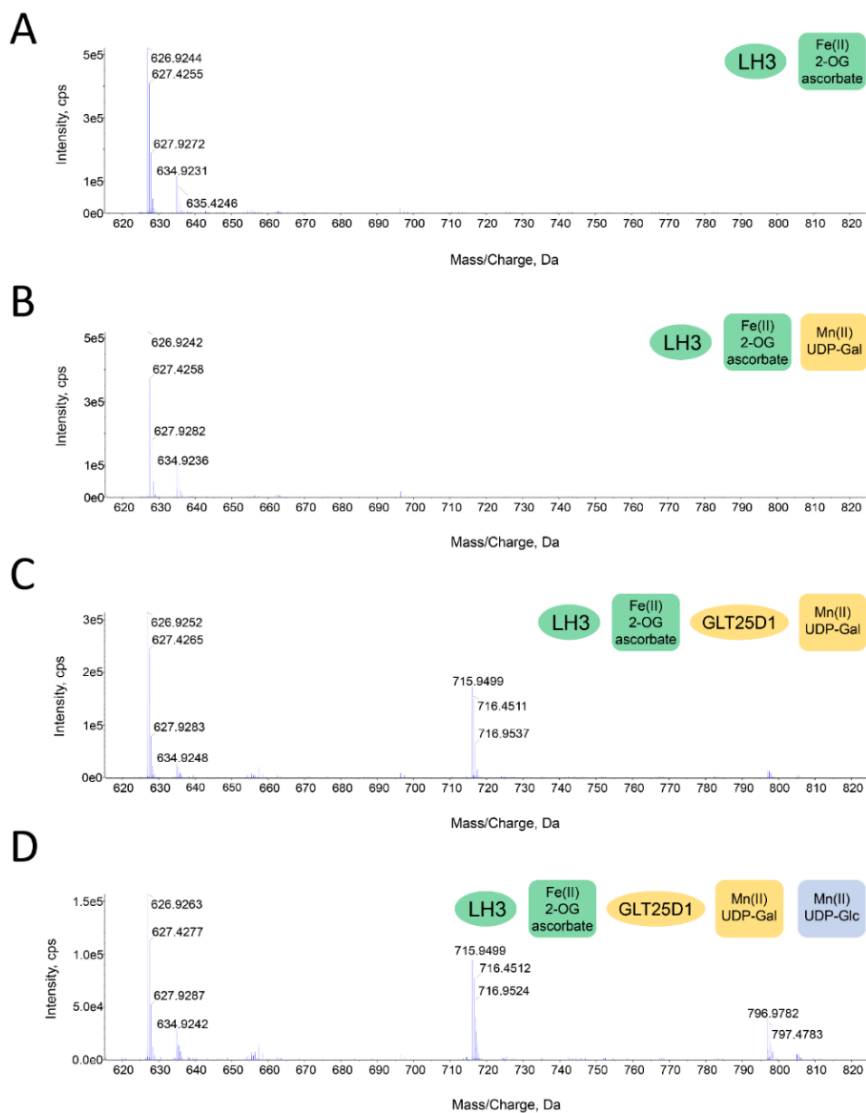 A
5e5
626.9244
627.4255
LH3
Fe(II)
2-OG
ascorbate
Intensity, cps
3e5
627.9272
634.9231
1e5
635.4246
0e0
620 630 640 650 660 670 680 690 700 710 720 730 740 750 760 770 780 790 800 810 820
Mass/Charge, Da
B
5e5
626.9242
627.4258
LH3
Fe(II)
2-OG
ascorbate
Mn(II)
UDP-Gal
Intensity, cps
3e5
627.9282
634.9236
1e5
0e0
620 630 640 650 660 670 680 690 700 710 720 730 740 750 760 770 780 790 800 810 820
Mass/Charge, Da
C
3e5
626.9252
627.4265
LH3
Fe(II)
2-OG
ascorbate
GLT25D1
Mn(II)
UDP-Gal
Intensity, cps
2e5
715.9499
716.4511
1e5
627.9283
716.9537
634.9248
0e0
620 630 640 650 660 670 680 690 700 710 720 730 740 750 760 770 780 790 800 810 820
Mass/Charge, Da
D
1.5e5
626.9263
627.4277
LH3
Fe(II)
2-OG
ascorbate
GLT25D1
Mn(II)
UDP-Gal
Mn(II)
UDP-Glc
Intensity, cps
1.0e5
715.9499
716.4512
716.9524
5.0e4
627.9287
634.9242
796.9782
797.4783
0.0e0
620 630 640 650 660 670 680 690 700 710 720 730 740 750 760 770 780 790 800 810 820
Mass/Charge, Da